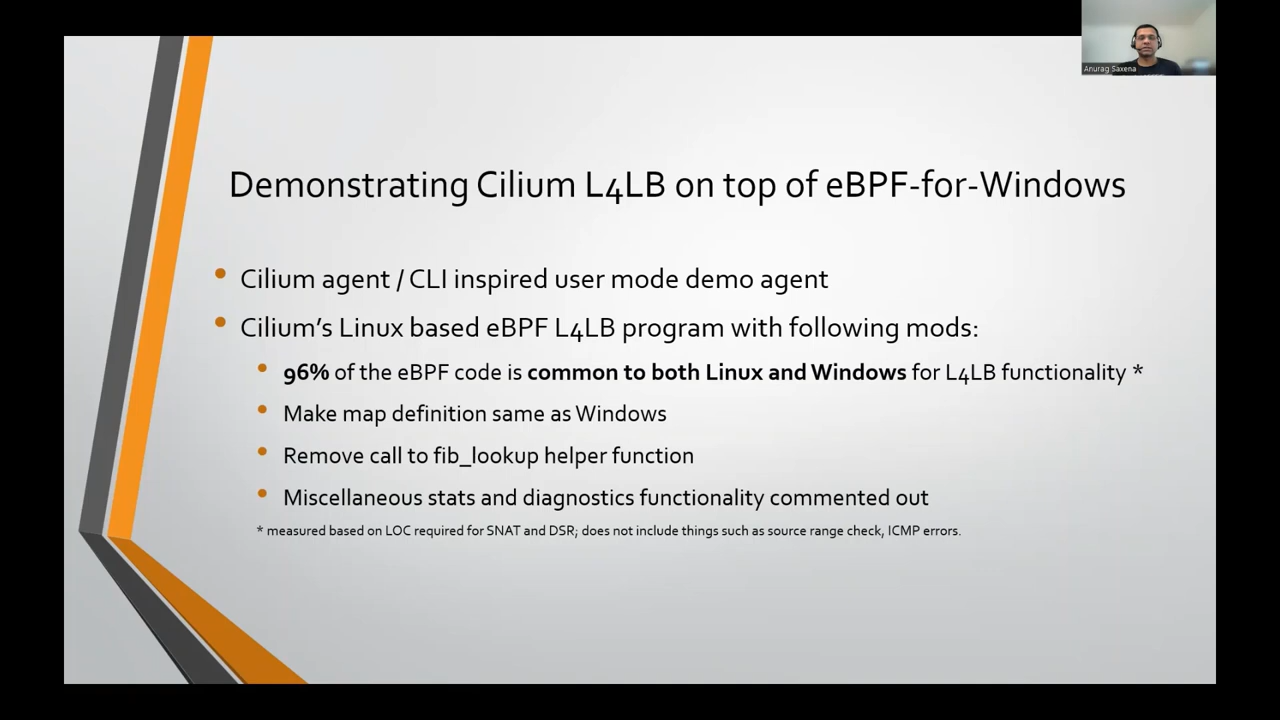 Anurag Saxena
Demonstrating Cilium L4LB on top of eBPF-for-Windows
• Cilium agent / CLI inspired user mode demo agent
• Cilium's Linux based eBPF L4LB program with following mods:
• 96% of the eBPF code is common to both Linux and Windows for L4LB functionality *
• Make map definition same as Windows
• Remove call to fib_lookup helper function
• Miscellaneous stats and diagnostics functionality commented out
* measured based on LOC required for SNAT and DSR; does not include things such as source range check, ICMP errors.